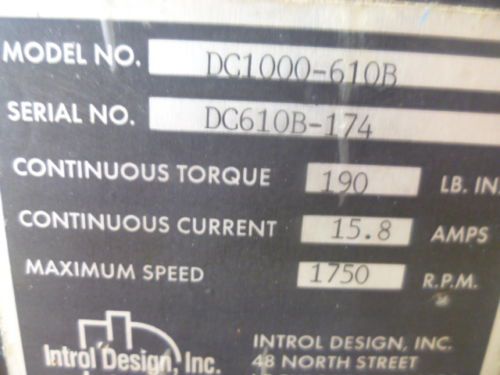 MODEL NO. DC1000-610B
SERIAL NO. DC610B-174
CONTINUOUS TORQUE 190 LB. IN.
CONTINUOUS CURRENT 15.8 AMPS
MAXIMUM SPEED 1750 R.P.M.
Introl Design, Inc. INTROL DESIGN, INC.
48 NORTH STREET